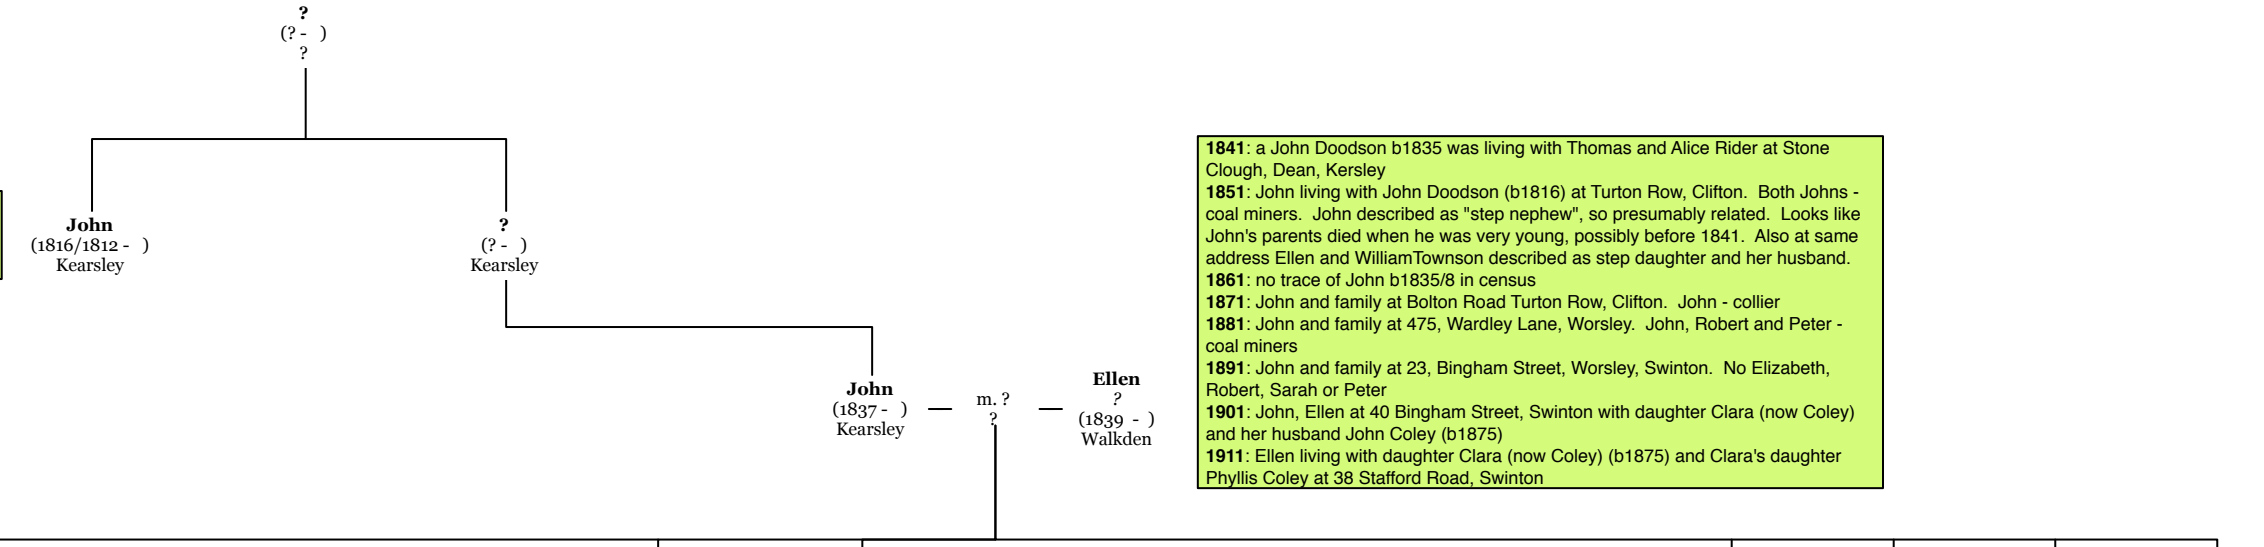 ?
(? -   )
?
John
(1816/1812 -   )
Kearsley
?
(? -   )
Kearsley
John
(1837 -   )
Kearsley
m. ?
?
Ellen
?
(1839  -  )
Walkden
1841: a John Doodson b1835 was living with Thomas and Alice Rider at Stone
Clough, Dean, Kersley
1851: John living with John Doodson (b1816) at Turton Row, Clifton.  Both Johns -
coal miners.  John described as "step nephew", so presumably related.  Looks like
John's parents died when he was very young, possibly before 1841.  Also at same
address Ellen and WilliamTownson described as step daughter and her husband.
1861: no trace of John b1835/8 in census
1871: John and family at Bolton Road Turton Row, Clifton.  John - collier
1881: John and family at 475, Wardley Lane, Worsley.  John, Robert and Peter -
coal miners
1891: John and family at 23, Bingham Street, Worsley, Swinton.  No Elizabeth,
Robert, Sarah or Peter
1901: John, Ellen at 40 Bingham Street, Swinton with daughter Clara (now Coley)
and her husband John Coley (b1875)
1911: Ellen living with daughter Clara (now Coley) (b1875) and Clara's daughter
Phyllis Coley at 38 Stafford Road, Swinton